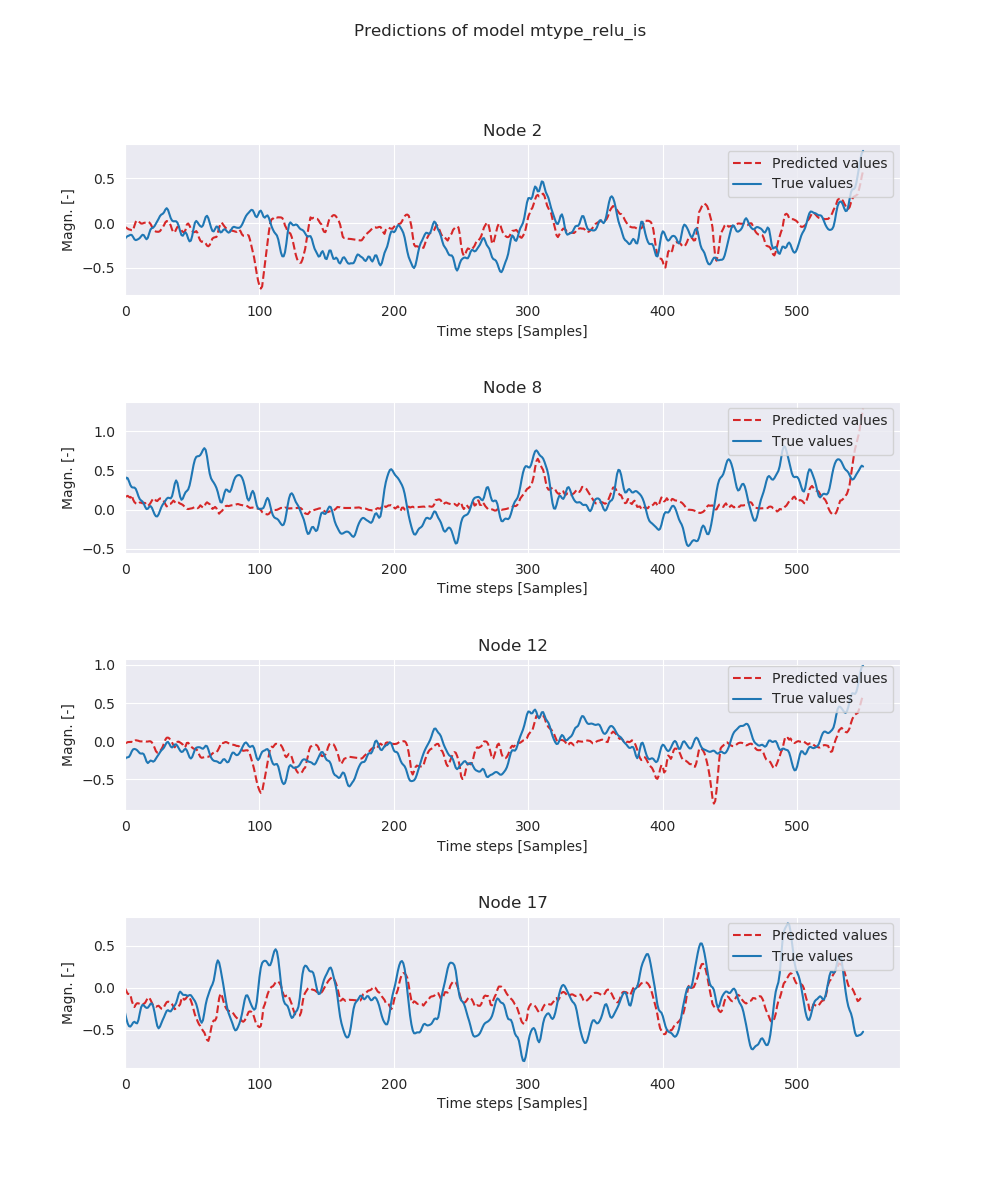 Predictions of model mtype_relu_is
Node 2
Predicted values
True values
0.5
0.0
−0.5
Magn. [-]
0 100 200 300 400 500
Time steps [Samples]
Node 8
Predicted values
True values
1.0
0.5
0.0
−0.5
Magn. [-]
0 100 200 300 400 500
Time steps [Samples]
Node 12
Predicted values
True values
1.0
0.5
0.0
−0.5
Magn. [-]
0 100 200 300 400 500
Time steps [Samples]
Node 17
Predicted values
True values
0.5
0.0
−0.5
Magn. [-]
0 100 200 300 400 500
Time steps [Samples]